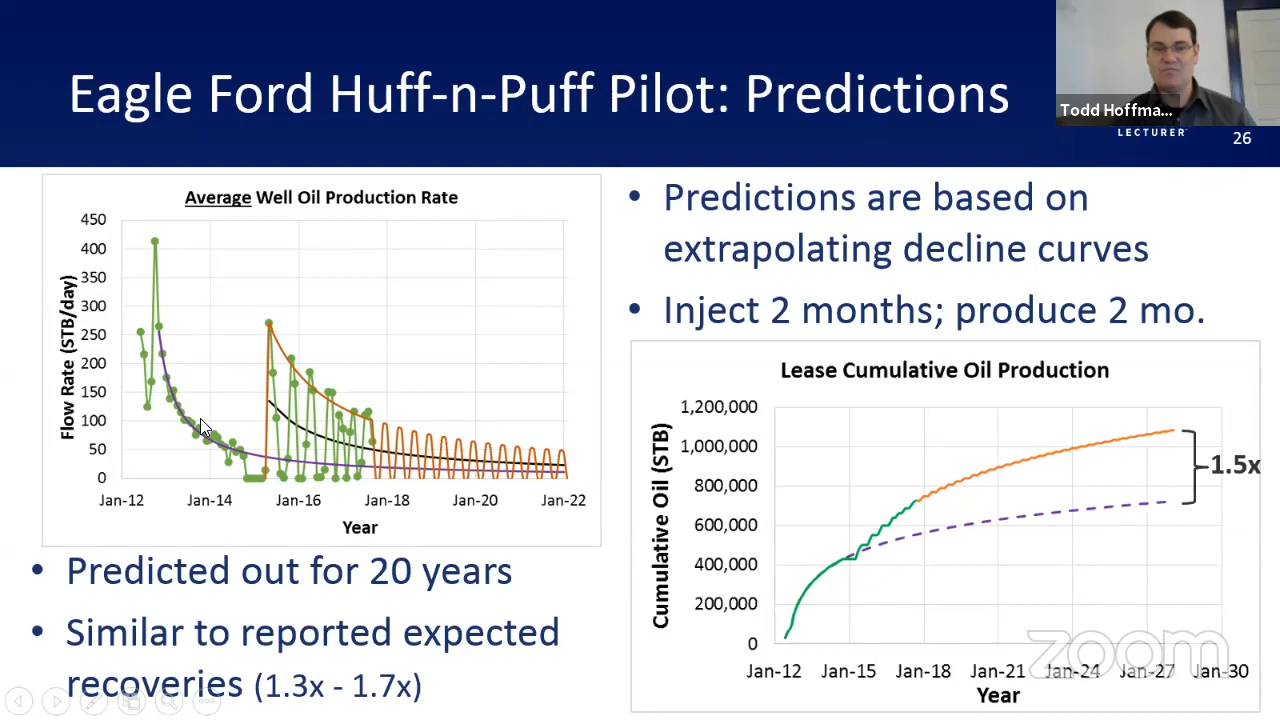 Eagle Ford Huff-n-Puff Pilot: Predictions
Todd Hoffma...
LECTURER
26
Average Well Oil Production Rate
Flow Rate (STB/day)
450
400
350
300
250
200
150
100
50
0
Jan-12
Jan-14
Jan-16
Jan-18
Jan-20
Jan-22
Year
• Predicted out for 20 years
• Similar to reported expected
recoveries (1.3x - 1.7x)
• Predictions are based on
extrapolating decline curves
• Inject 2 months; produce 2 mo.
Lease Cumulative Oil Production
Cumulative Oil (STB)
1,200,000
1,000,000
800,000
600,000
400,000
200,000
0
1.5x
Jan-12
Jan-15
Jan-18
Jan-21
Jan-24
Jan-27
Jan-30
Year
zoom